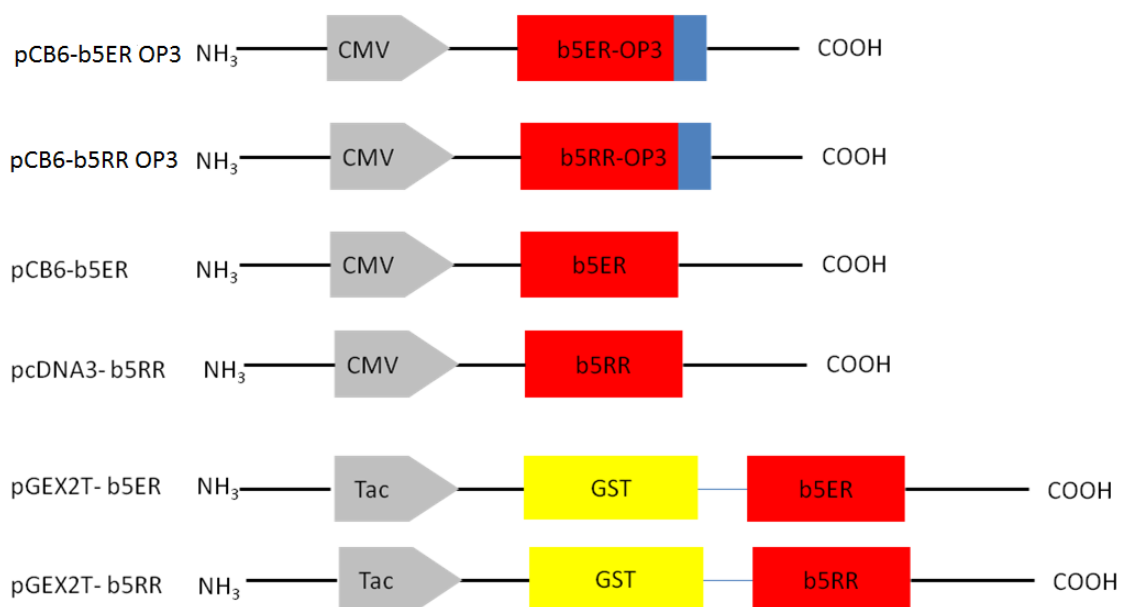 pCB6-b5ER OP3 NH3 CMV b5ER-OP3 COOH
pCB6-b5RR OP3 NH3 CMV b5RR-OP3 COOH
pCB6-b5ER NH3 CMV b5ER COOH
pcDNA3- b5RR NH3 CMV b5RR COOH
pGEX2T- b5ER NH3 Tac GST b5ER COOH
pGEX2T- b5RR NH3 Tac GST b5RR COOH